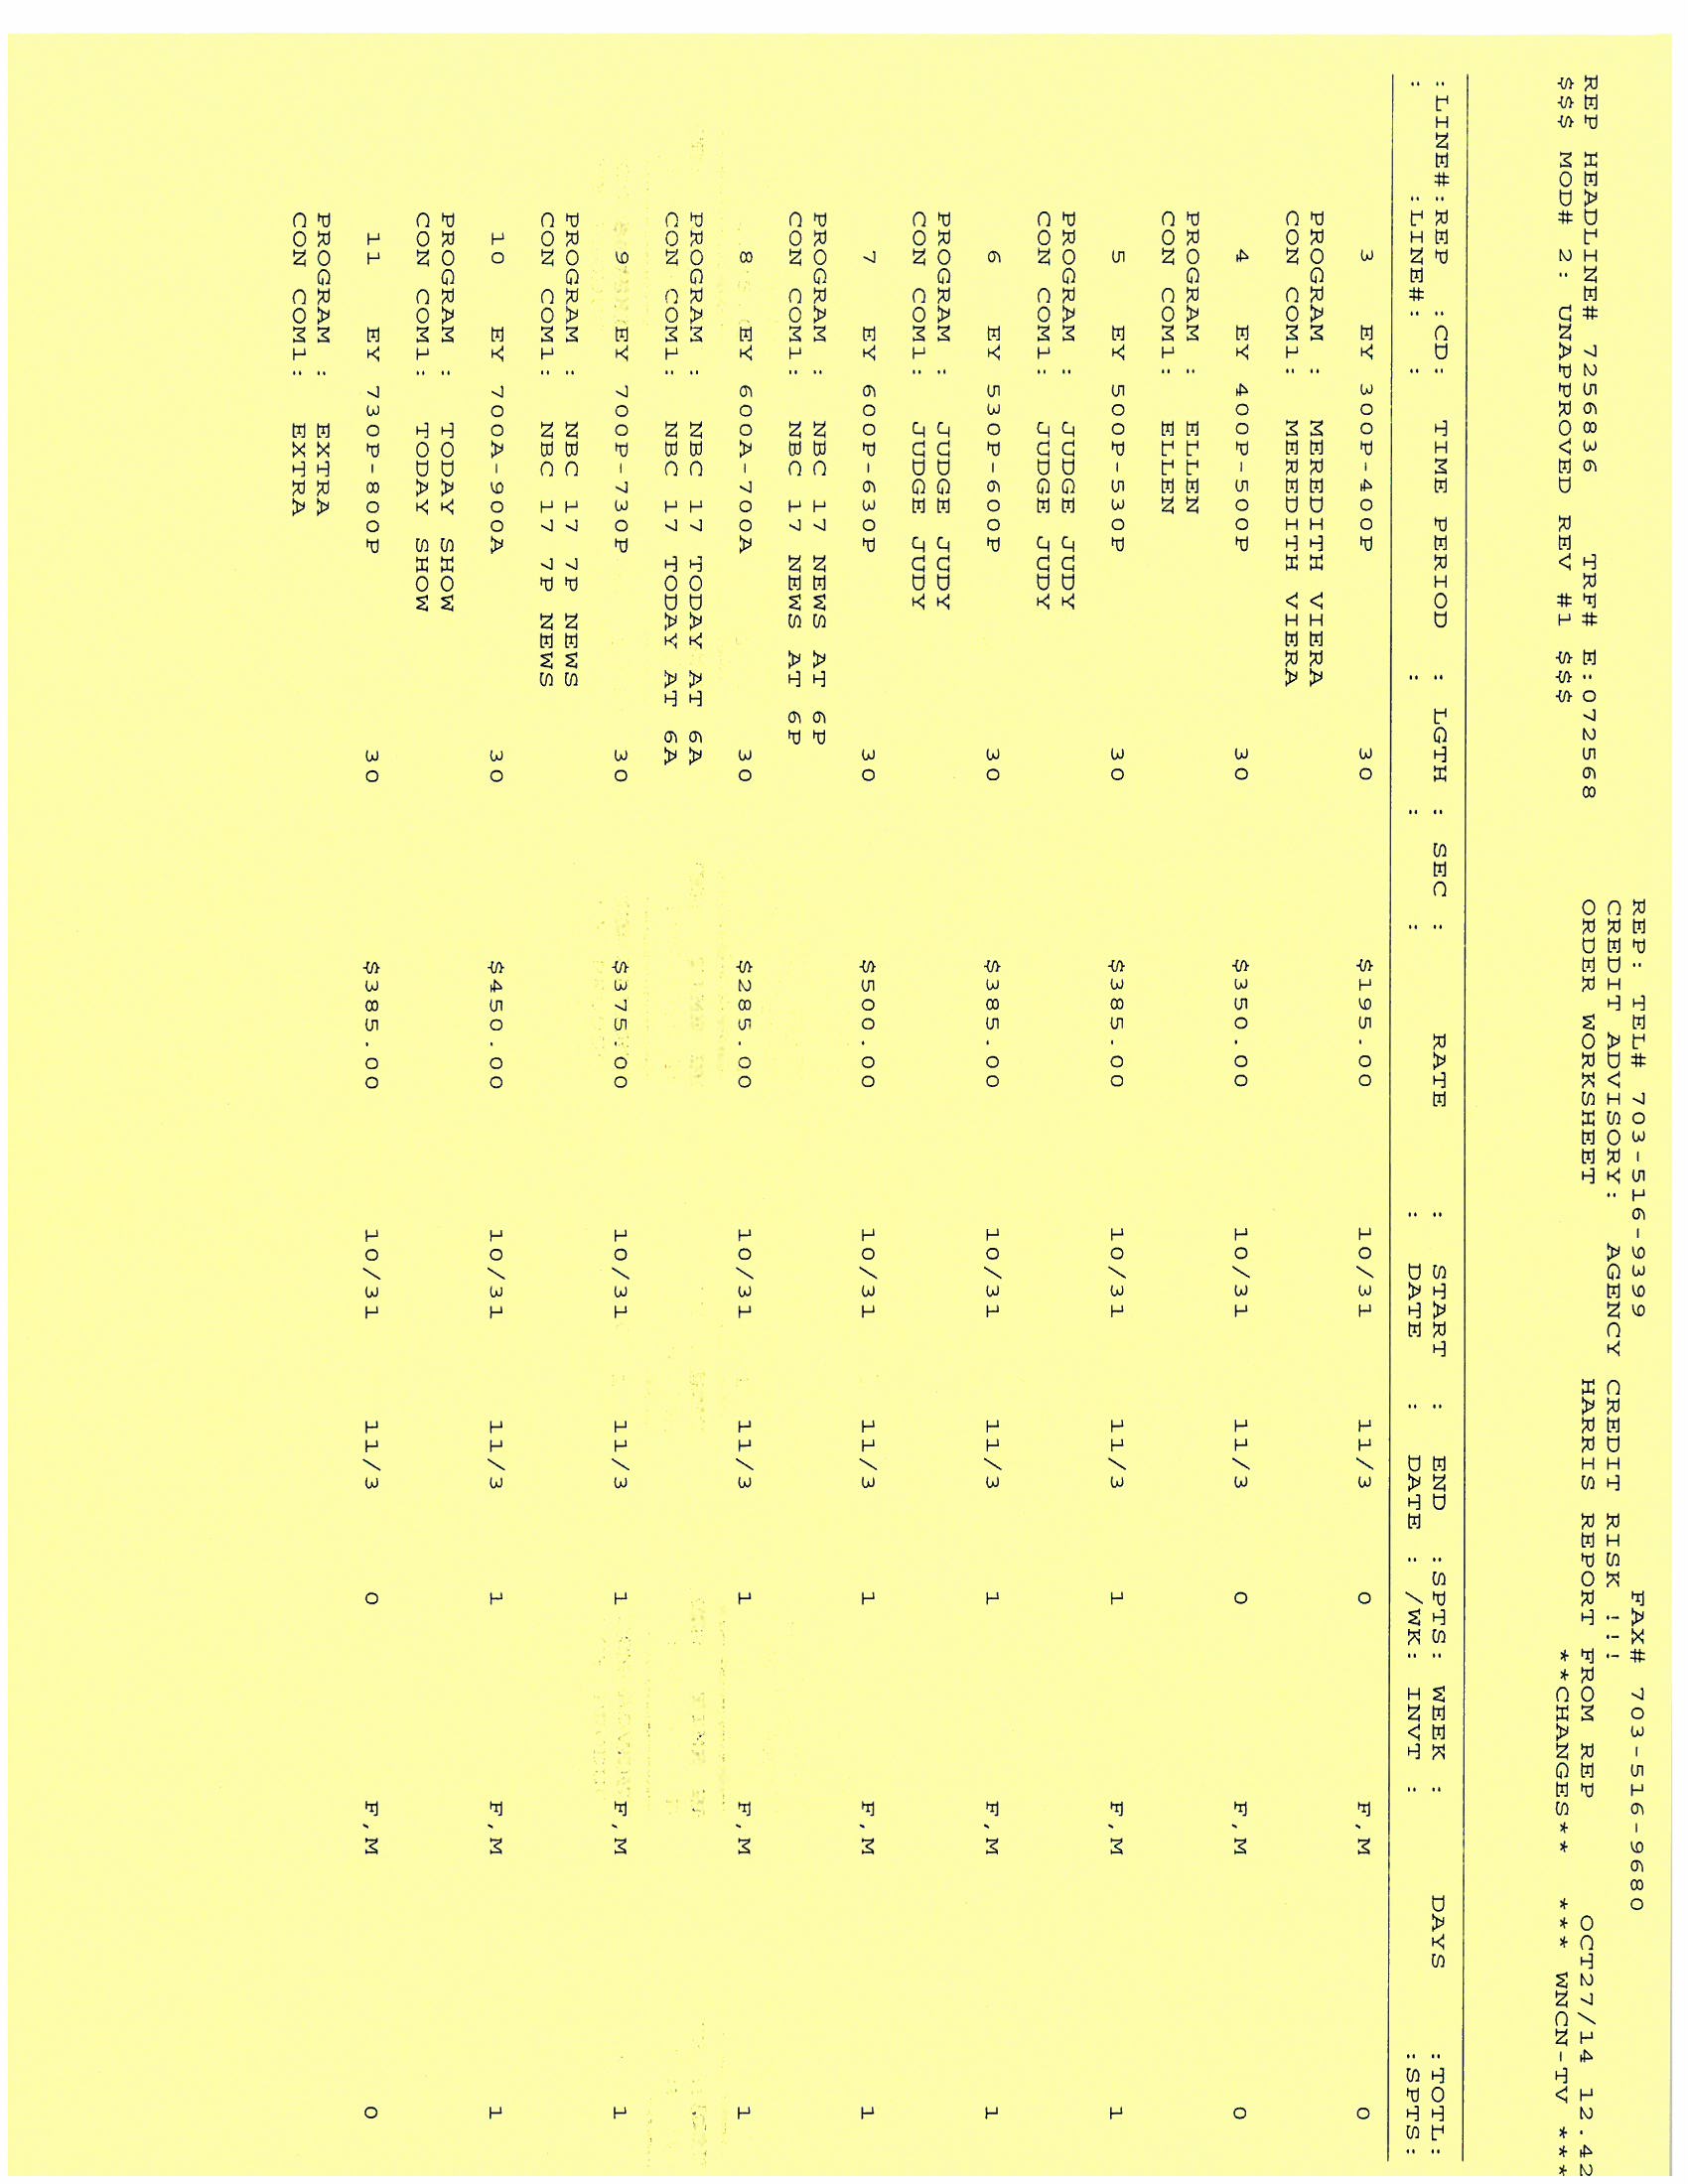 REP: TEL# 703-516-9399 FAX# 703-516-9680
CREDIT ADVISORY: AGENCY CREDIT RISK !!!
REP HEADLINE# 7256836 TRF# E:072568 ORDER WORKSHEET HARRIS REPORT FROM REP OCT27/14 12.42
$$$ MOD# 2: UNAPPROVED REV #1 $$$ **CHANGES** *** WNCN-TV ***
:LINE#:REP :CD: TIME PERIOD : LGTH : SEC : RATE : START : END :SPTS: WEEK : DAYS :TOTL:
: :LINE#: : : : : DATE : DATE : /WK: INVT : :SPTS:
3 EY 300P-400P 30 $195.00 10/31 11/3 0 F,M 0
PROGRAM : MEREDITH VIERA
CON COM1: MEREDITH VIERA
4 EY 400P-500P 30 $350.00 10/31 11/3 0 F,M 0
PROGRAM : ELLEN
CON COM1: ELLEN
5 EY 500P-530P 30 $385.00 10/31 11/3 1 F,M 1
PROGRAM : JUDGE JUDY
CON COM1: JUDGE JUDY
6 EY 530P-600P 30 $385.00 10/31 11/3 1 F,M 1
PROGRAM : JUDGE JUDY
CON COM1: JUDGE JUDY
7 EY 600P-630P 30 $500.00 10/31 11/3 1 F,M 1
PROGRAM : NBC 17 NEWS AT 6P
CON COM1: NBC 17 NEWS AT 6P
8 EY 600A-700A 30 $285.00 10/31 11/3 1 F,M 1
PROGRAM : NBC 17 TODAY AT 6A
CON COM1: NBC 17 TODAY AT 6A
9 EY 700P-730P 30 $375.00 10/31 11/3 1 F,M 1
PROGRAM : NBC 17 7P NEWS
CON COM1: NBC 17 7P NEWS
10 EY 700A-900A 30 $450.00 10/31 11/3 1 F,M 1
PROGRAM : TODAY SHOW
CON COM1: TODAY SHOW
11 EY 730P-800P 30 $385.00 10/31 11/3 0 F,M 0
PROGRAM : EXTRA
CON COM1: EXTRA